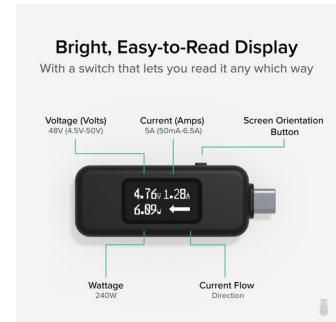 Bright, Easy-to-Read Display
With a switch that lets you read it any which way
Voltage (Volts)
48V (4.5V-50V)
Current (Amps)
5A (50mA-6.5A)
Screen Orientation
Button
4.76V 1.28A
6.09W
Wattage
240W
Current Flow
Direction